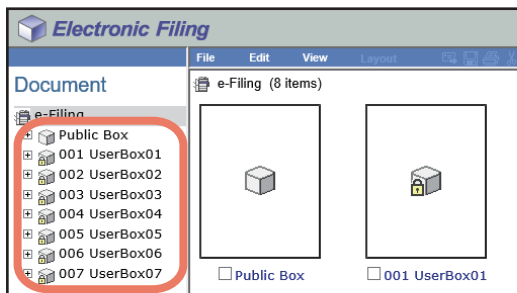 Electronic Filing
File Edit View Layout
Document
e-Filing (8 items)
e-Filing
Public Box
001 UserBox01
002 UserBox02
003 UserBox03
004 UserBox04
005 UserBox05
006 UserBox06
007 UserBox07
Public Box
001 UserBox01